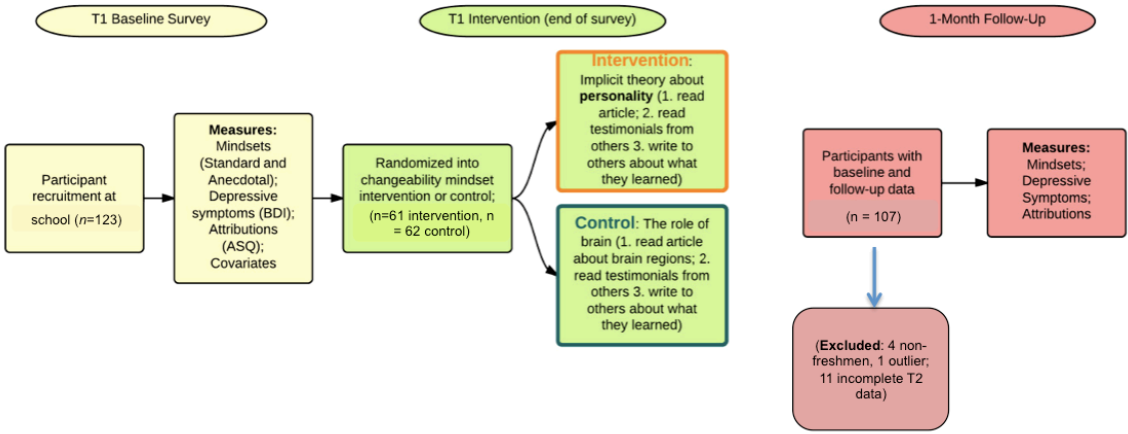 T1 Baseline Survey
T1 Intervention (end of survey)
1-Month Follow-Up
Participant
recruitment at
school (n=123)
Measures:
Mindsets
(Standard and
Anecdotal);
Depressive
symptoms (BDI);
Attributions
(ASQ);
Covariates
Randomized into
changeability mindset
intervention or control;
(n=61 intervention, n
= 62 control)
Intervention:
Implicit theory about
personality (1. read
article; 2. read
testimonials from
others 3. write to
others about what
they learned)
Control: The role of
brain (1. read article
about brain regions; 2.
read testimonials from
others 3. write to
others about what
they learned)
Participants with
baseline and
follow-up data
(n = 107)
Measures:
Mindsets;
Depressive
Symptoms;
Attributions
(Excluded: 4 non-
freshmen, 1 outlier;
11 incomplete T2
data)